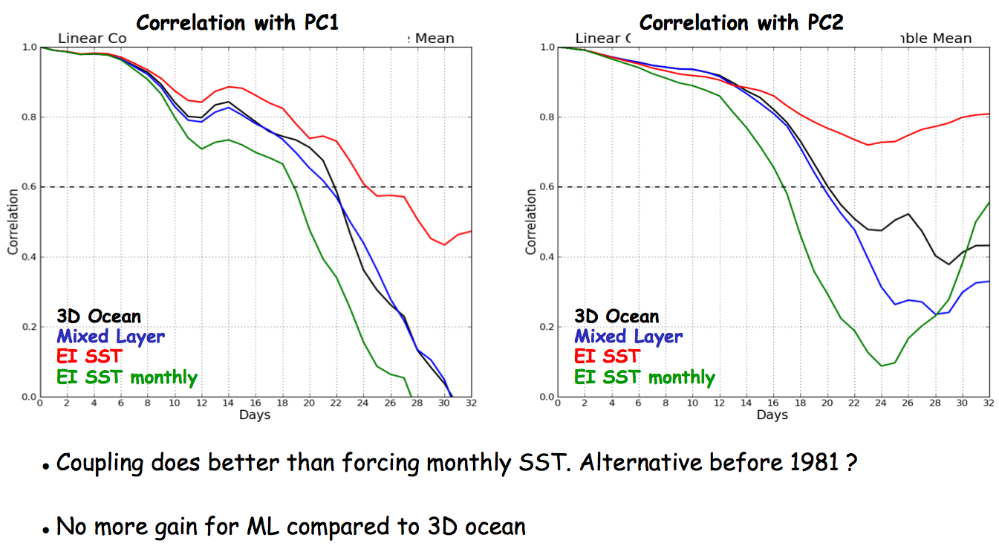 Correlation with PC1
Linear Co
: Mean
1.0
0.8
0.6
0.4
0.2
0.0
Correlation
3D Ocean
Mixed Layer
EI SST
EI SST monthly
0 2 4 6 8 10 12 14 16 18 20 22 24 26 28 30 32
Days
Correlation with PC2
Linear
ble Mean
1.0
0.8
0.6
0.4
0.2
0.0
Correlation
3D Ocean
Mixed Layer
EI SST
EI SST monthly
0 2 4 6 8 10 12 14 16 18 20 22 24 26 28 30 32
Days
• Coupling does better than forcing monthly SST. Alternative before 1981 ?
• No more gain for ML compared to 3D ocean